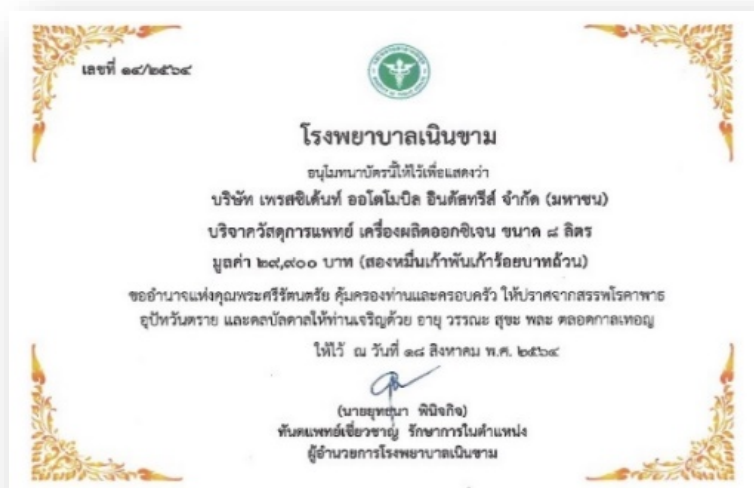 เลขที่ ๑๔/๒๕๖๔
โรงพยาบาลเนินขาม
อนุโมทนาบัตรนี้ให้ไว้เพื่อแสดงว่า
บริษัท เพรสซิเด้นท์ ออโตโมบิล อินดัสทรีส์ จำกัด (มหาชน)
บริจาควัสดุการแพทย์ เครื่องผลิตออกซิเจน ขนาด ๘ ลิตร
มูลค่า ๒๙,๙๐๐ บาท (สองหมื่นเก้าพันเก้าร้อยบาทถ้วน)
ขออำนาจแห่งคุณพระศรีรัตนตรัย คุ้มครองท่านและครอบครัว ให้ปราศจากสรรพโรคาพาธ
อุปัทวันตราย และดลบัลดาลให้ท่านเจริญด้วย อายุ วรรณะ สุขะ พละ ตลอดกาลเทอญ
ให้ไว้ ณ วันที่ ๑๘ สิงหาคม พ.ศ. ๒๕๖๔
(นายยุทธนา พินิจกิจ)
ทันตแพทย์เชี่ยวชาญ รักษาการในตำแหน่ง
ผู้อำนวยการโรงพยาบาลเนินขาม